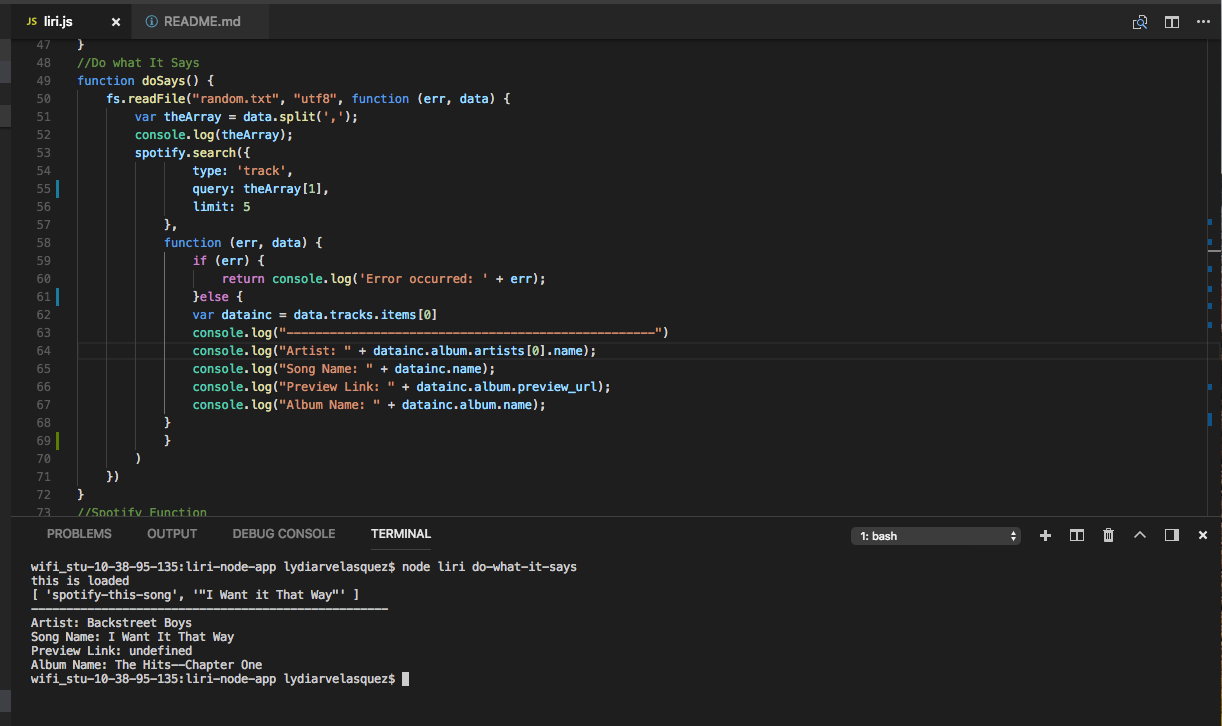 JS liri.js × README.md
47 }
48 //Do what It Says
49 function doSays() {
50 fs.readFile("random.txt", "utf8", function (err, data) {
51 var theArray = data.split(',');
52 console.log(theArray);
53 spotify.search({
54 type: 'track',
55 query: theArray[1],
56 limit: 5
57 },
58 function (err, data) {
59 if (err) {
60 return console.log('Error occurred: ' + err);
61 }else {
62 var datainc = data.tracks.items[0]
63 console.log("---------------------------------------------------")
64 console.log("Artist: " + datainc.album.artists[0].name);
65 console.log("Song Name: " + datainc.name);
66 console.log("Preview Link: " + datainc.album.preview_url);
67 console.log("Album Name: " + datainc.album.name);
68 }
69 }
70 )
71 })
72 }
73 //Spotify Function
PROBLEMS OUTPUT DEBUG CONSOLE TERMINAL 1: bash
wifi_stu-10-38-95-135:liri-node-app lydiarvelasquez$ node liri do-what-it-says
this is loaded
[ 'spotify-this-song', '"I Want it That Way"' ]
---------------------------------------------------
Artist: Backstreet Boys
Song Name: I Want It That Way
Preview Link: undefined
Album Name: The Hits--Chapter One
wifi_stu-10-38-95-135:liri-node-app lydiarvelasquez$